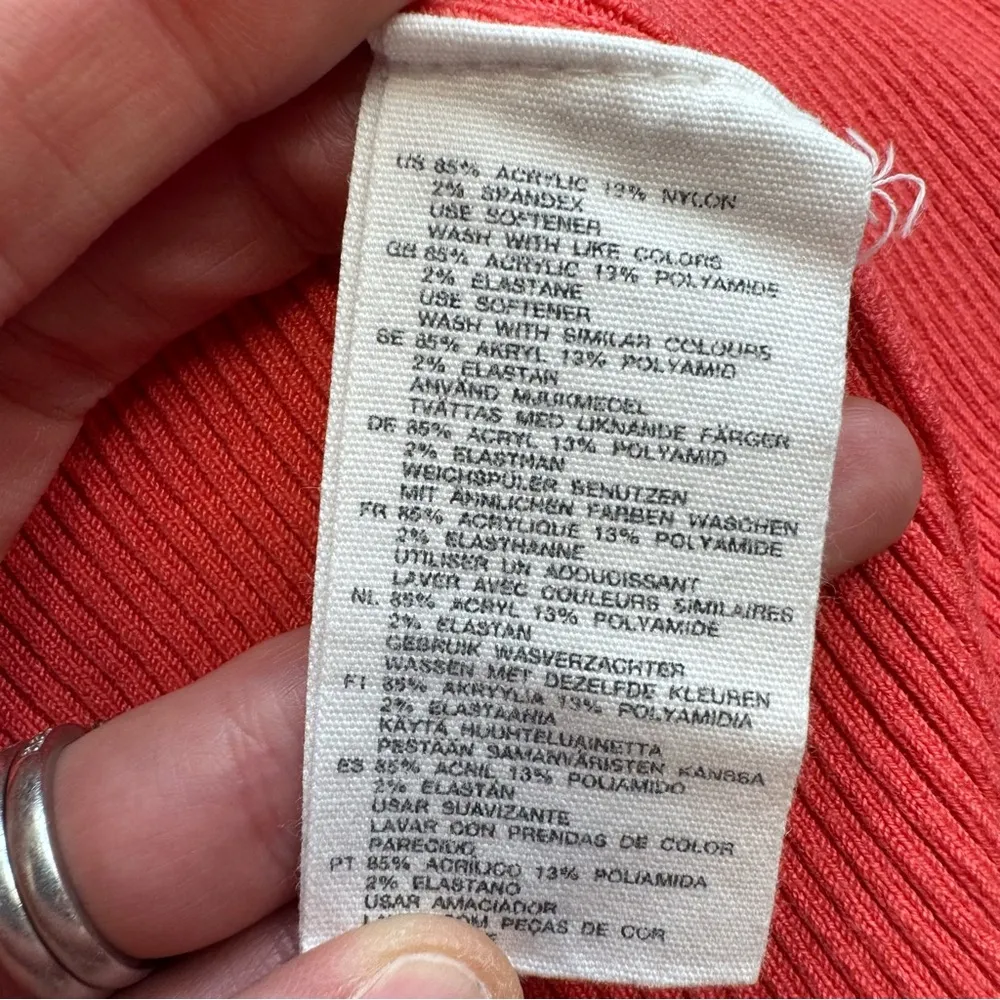 US 85% ACRYLIC 13% NYLON
2% SPANDEX
USE SOFTENER
WASH WITH LIKE COLORS
GB 85% ACRYLIC 13% POLYAMIDE
2% ELASTANE
USE SOFTENER
WASH WITH SIMILAR COLOURS
SE 85% AKRYL 13% POLYAMID
2% ELASTAN
ANVÄND MJUKMEDEL
TVÄTTAS MED LIKNANDE FÄRGER
DE 85% ACRYL 13% POLYAMID
2% ELASTHAN
WEICHSPÜLER BENUTZEN
MIT ÄHNLICHEN FARBEN WASCHEN
FR 85% ACRYLIQUE 13% POLYAMIDE
2% ELASTHANNE
UTILISER UN ADOUCISSANT
LAVER AVEC COULEURS SIMILAIRES
NL 85% ACRYL 13% POLYAMIDE
2% ELASTAN
GEBRUIK WASVERZACHTER
WASSEN MET DEZELFDE KLEUREN
FI 85% AKRYYLIA 13% POLYAMIDIA
2% ELASTAANIA
KÄYTÄ HUUHTELUAINETTA
PESTÄÄN SAMANVÄRISTEN KANSSA
ES 85% ACRIL 13% POLIAMIDO
2% ELASTÁN
USAR SUAVIZANTE
LAVAR CON PRENDAS DE COLOR
PARECIDO
PT 85% ACRÍLICO 13% POLIAMIDA
2% ELASTANO
USAR AMACIADOR
PEÇAS DE COR